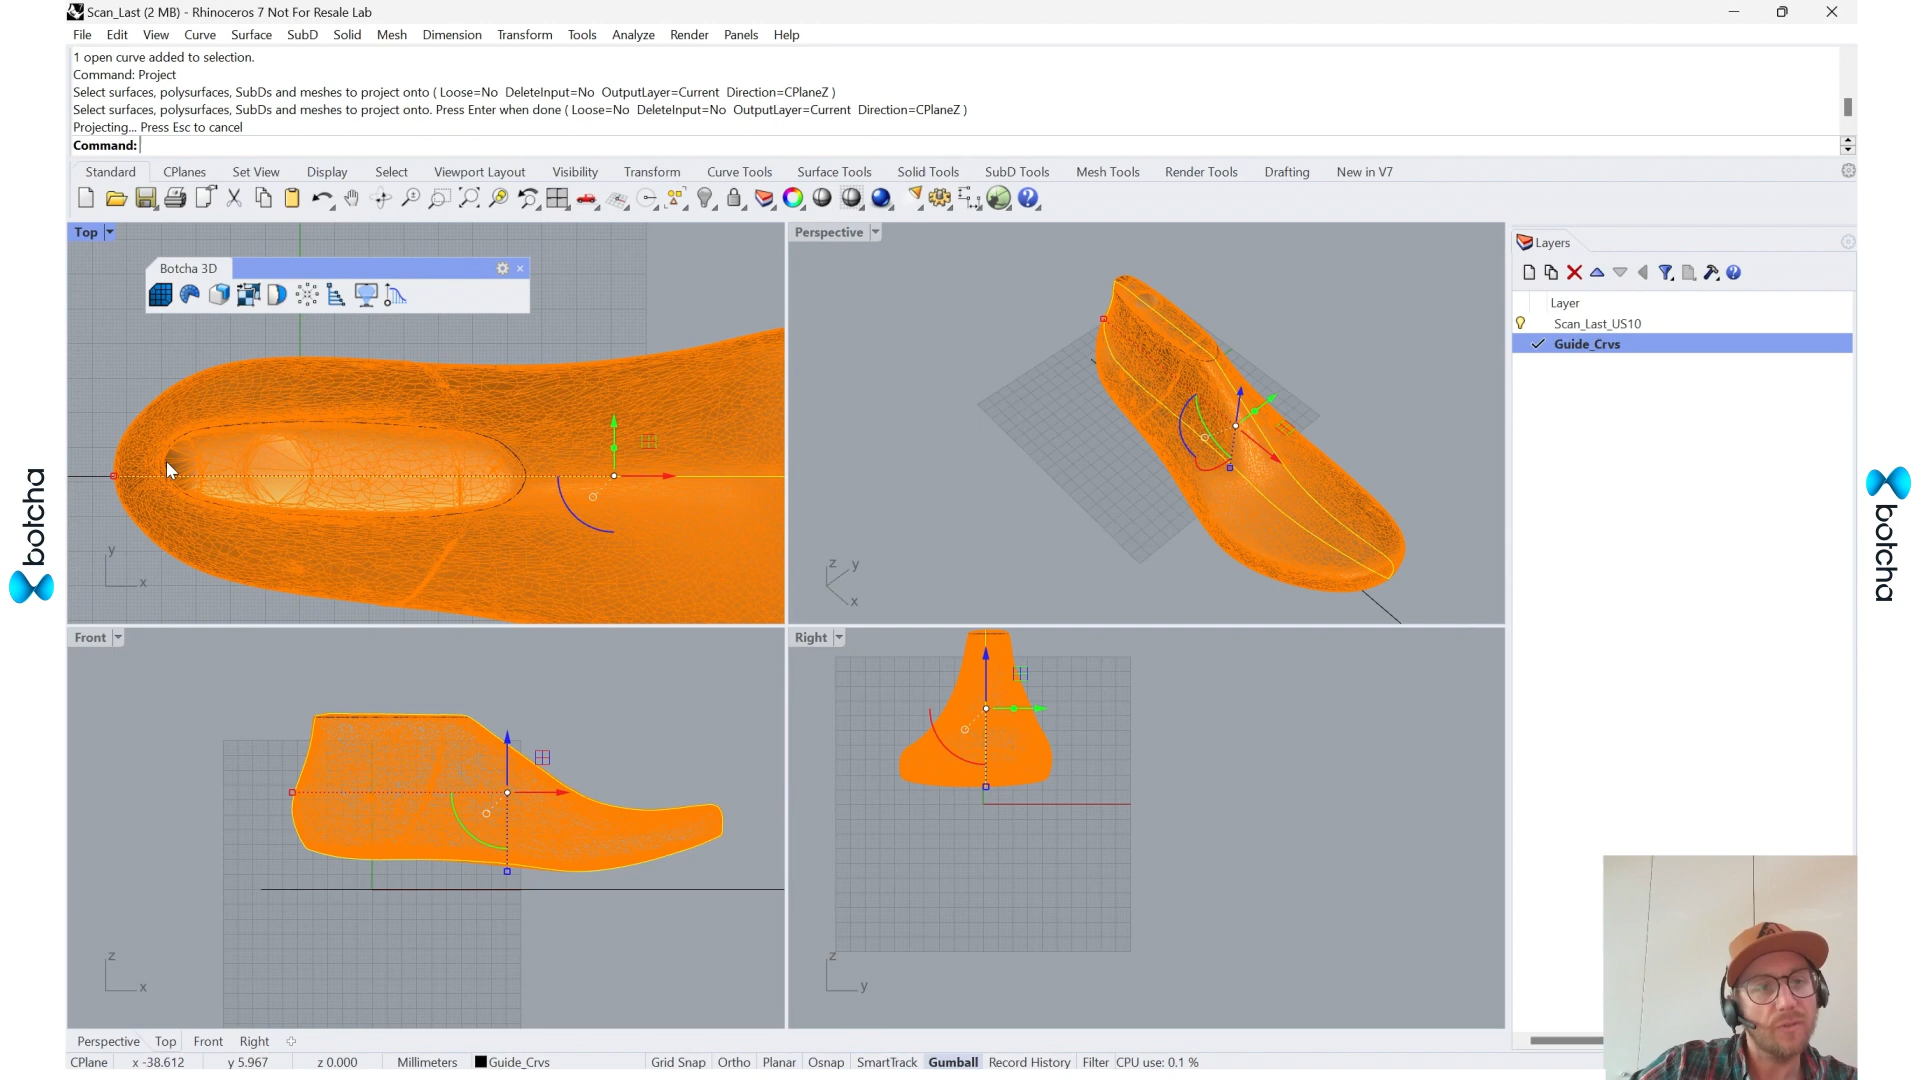 Scan_Last (2 MB) - Rhinoceros 7 Not For Resale Lab
File Edit View Curve Surface SubD Solid Mesh Dimension Transform Tools Analyze Render Panels Help
1 open curve added to selection.
Command: Project
Select surfaces, polysurfaces, SubDs and meshes to project onto ( Loose=No DeleteInput=No OutputLayer=Current Direction=CPlaneZ )
Select surfaces, polysurfaces, SubDs and meshes to project onto. Press Enter when done ( Loose=No DeleteInput=No OutputLayer=Current Direction=CPlaneZ )
Projecting... Press Esc to cancel
Command:
Standard CPlanes Set View Display Select Viewport Layout Visibility Transform Curve Tools Surface Tools Solid Tools SubD Tools Mesh Tools Render Tools Drafting New in V7
Top
Botcha 3D
y
x
Perspective
z y
x
Layers
Layer
Scan_Last_US10
Guide_Crvs
botcha
botcha
Front
z
x
Right
z
y
Perspective Top Front Right
CPlane x -38.612 y 5.967 z 0.000 Millimeters Guide_Crvs Grid Snap Ortho Planar Osnap SmartTrack Gumball Record History Filter CPU use: 0.1 %